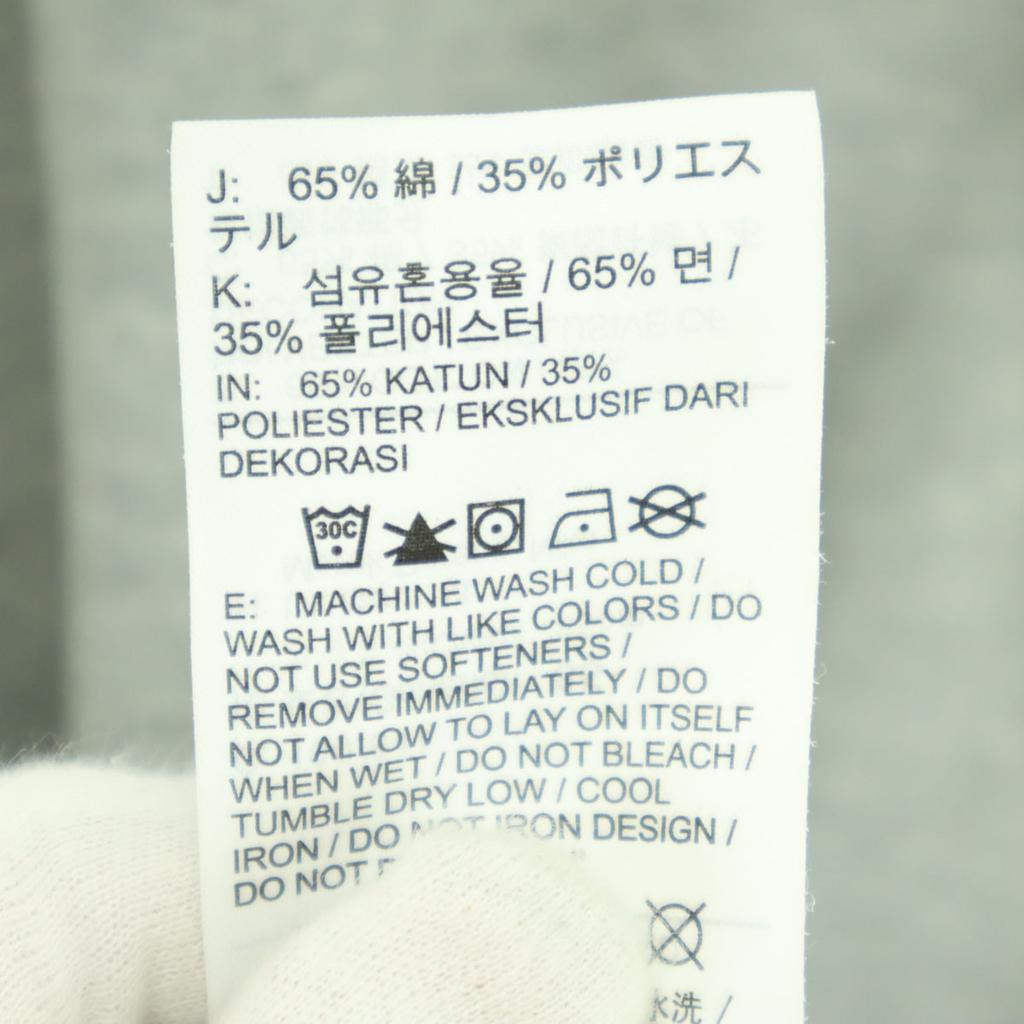 J: 65% 綿 / 35% ポリエス
テル
K: 섬유혼용율 / 65% 면 /
35% 폴리에스터
IN: 65% KATUN / 35%
POLIESTER / EKSKLUSIF DARI
DEKORASI
30C
E: MACHINE WASH COLD /
WASH WITH LIKE COLORS / DO
NOT USE SOFTENERS /
REMOVE IMMEDIATELY / DO
NOT ALLOW TO LAY ON ITSELF
WHEN WET / DO NOT BLEACH /
TUMBLE DRY LOW / COOL
IRON / DO NOT IRON DESIGN /
DO NOT
水洗 /